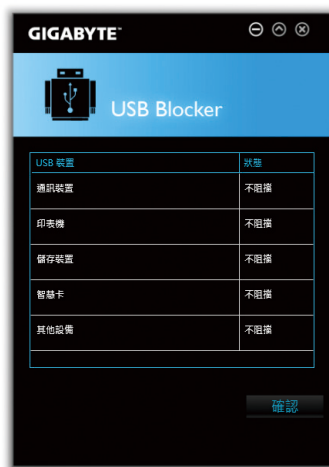 GIGABYTE™
USB Blocker
USB 裝置 狀態
通訊裝置 不阻擋
印表機 不阻擋
儲存裝置 不阻擋
智慧卡 不阻擋
其他設備 不阻擋
確認